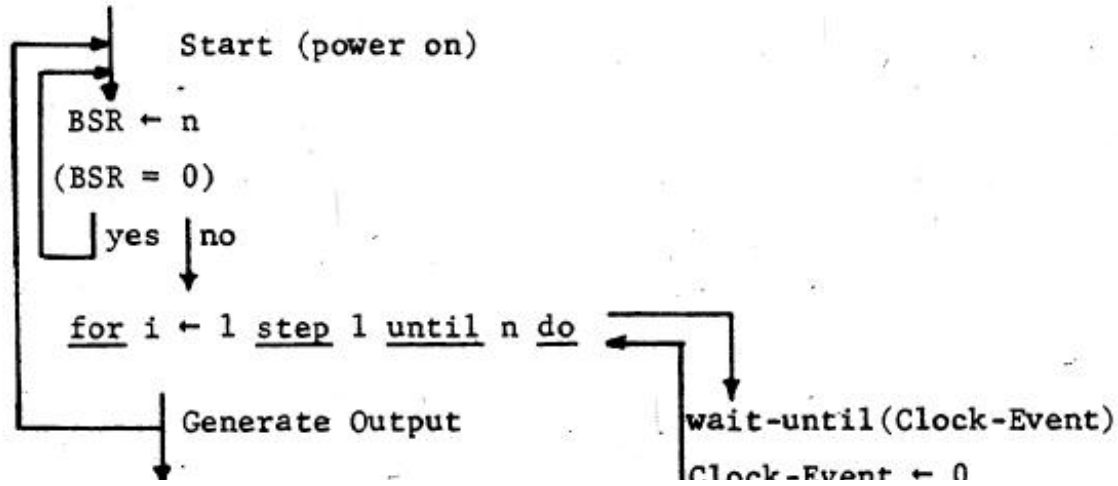 Start (power on)
BSR ← n
(BSR = 0)
yes no
for i ← 1 step 1 until n do
Generate Output
wait-until(Clock-Event)
Clock-Event ← 0